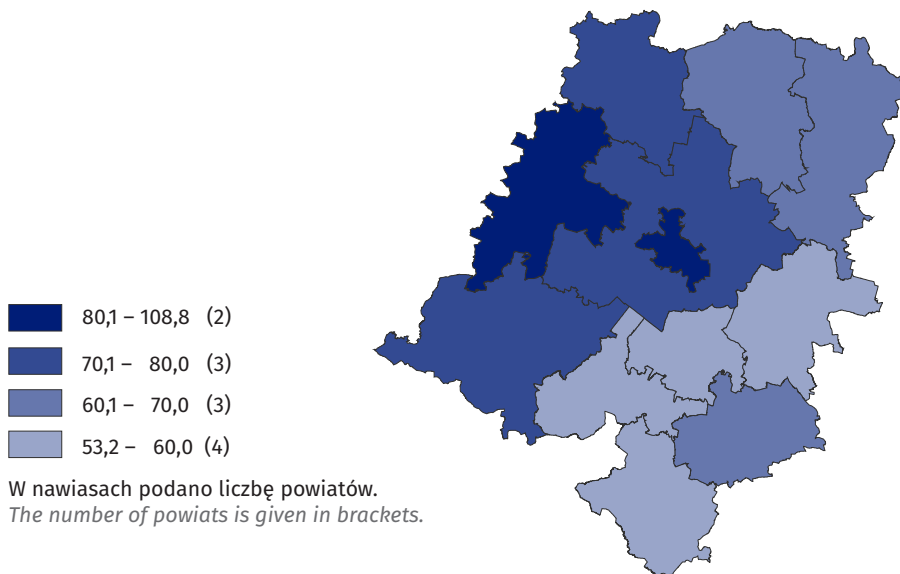 80,1 – 108,8 (2)
70,1 – 80,0 (3)
60,1 – 70,0 (3)
53,2 – 60,0 (4)
W nawiasach podano liczbę powiatów.
The number of powiats is given in brackets.